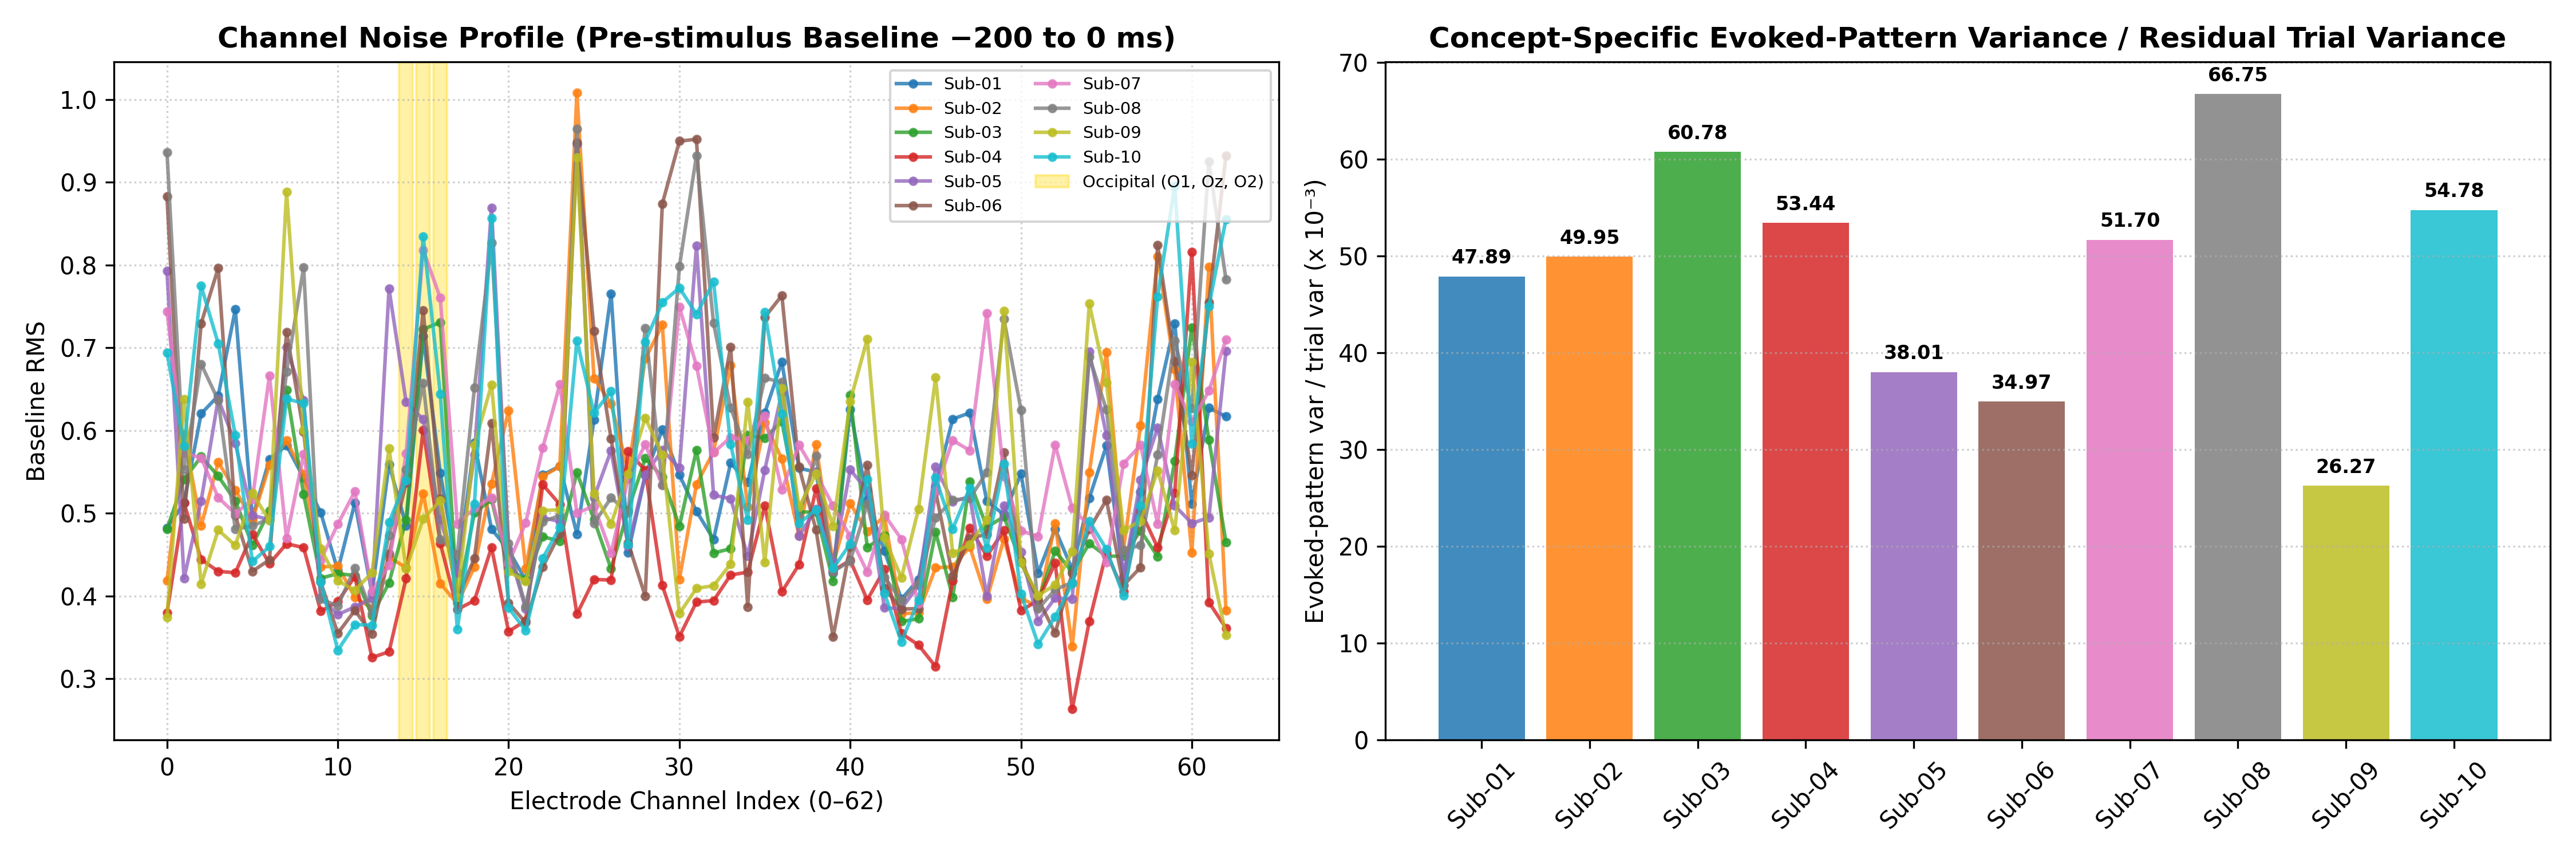 Channel Noise Profile (Pre-stimulus Baseline −200 to 0 ms)
Baseline RMS
1.0
0.9
0.8
0.7
0.6
0.5
0.4
0.3
0 10 20 30 40 50 60
Electrode Channel Index (0–62)
Sub-01
Sub-02
Sub-03
Sub-04
Sub-05
Sub-06
Sub-07
Sub-08
Sub-09
Sub-10
Occipital (O1, Oz, O2)
Concept-Specific Evoked-Pattern Variance / Residual Trial Variance
Evoked-pattern var / trial var (x 10⁻³)
70
60
50
40
30
20
10
0
47.89
49.95
60.78
53.44
38.01
34.97
51.70
66.75
26.27
54.78
Sub-01
Sub-02
Sub-03
Sub-04
Sub-05
Sub-06
Sub-07
Sub-08
Sub-09
Sub-10